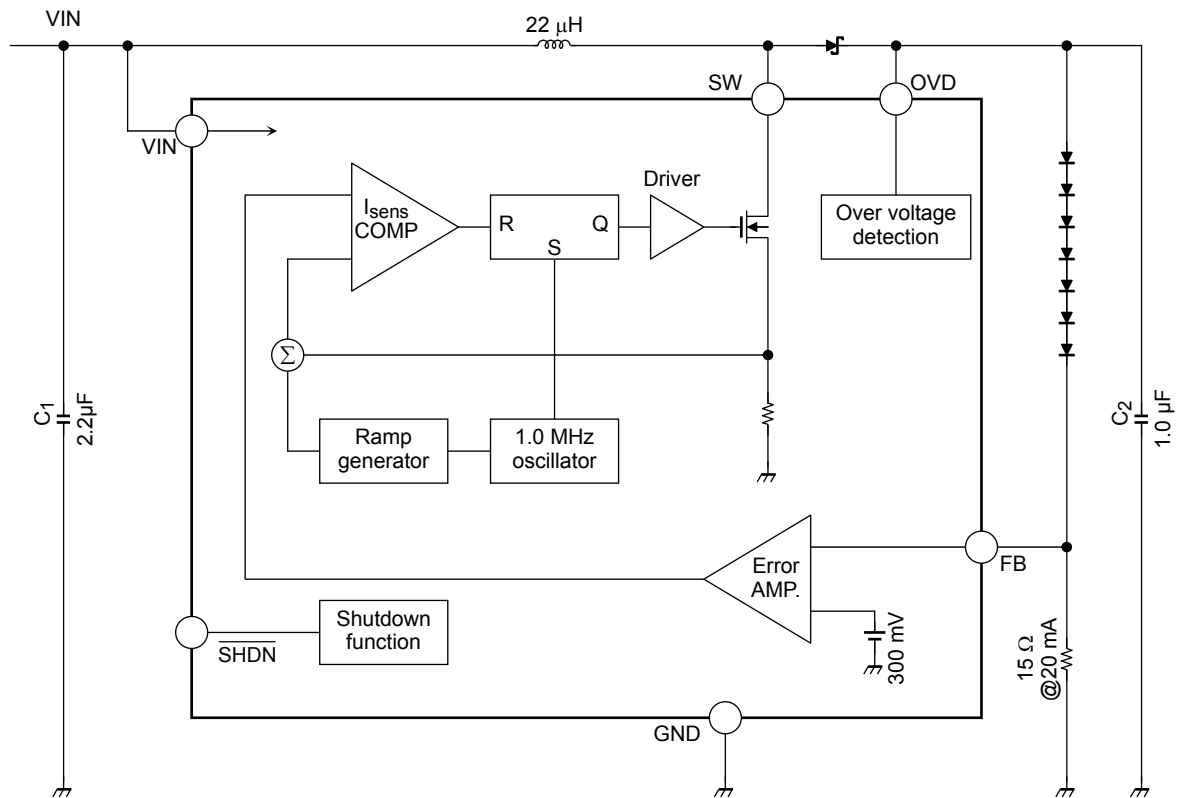 VIN
22 μH
SW
OVD
VIN
Isens
COMP
R
S
Q
Driver
Over voltage
detection
Σ
C1
2.2μF
Ramp
generator
1.0 MHz
oscillator
C2
1.0 μF
Error
AMP.
FB
300 mV
SHDN
Shutdown
function
15 Ω
@20 mA
GND